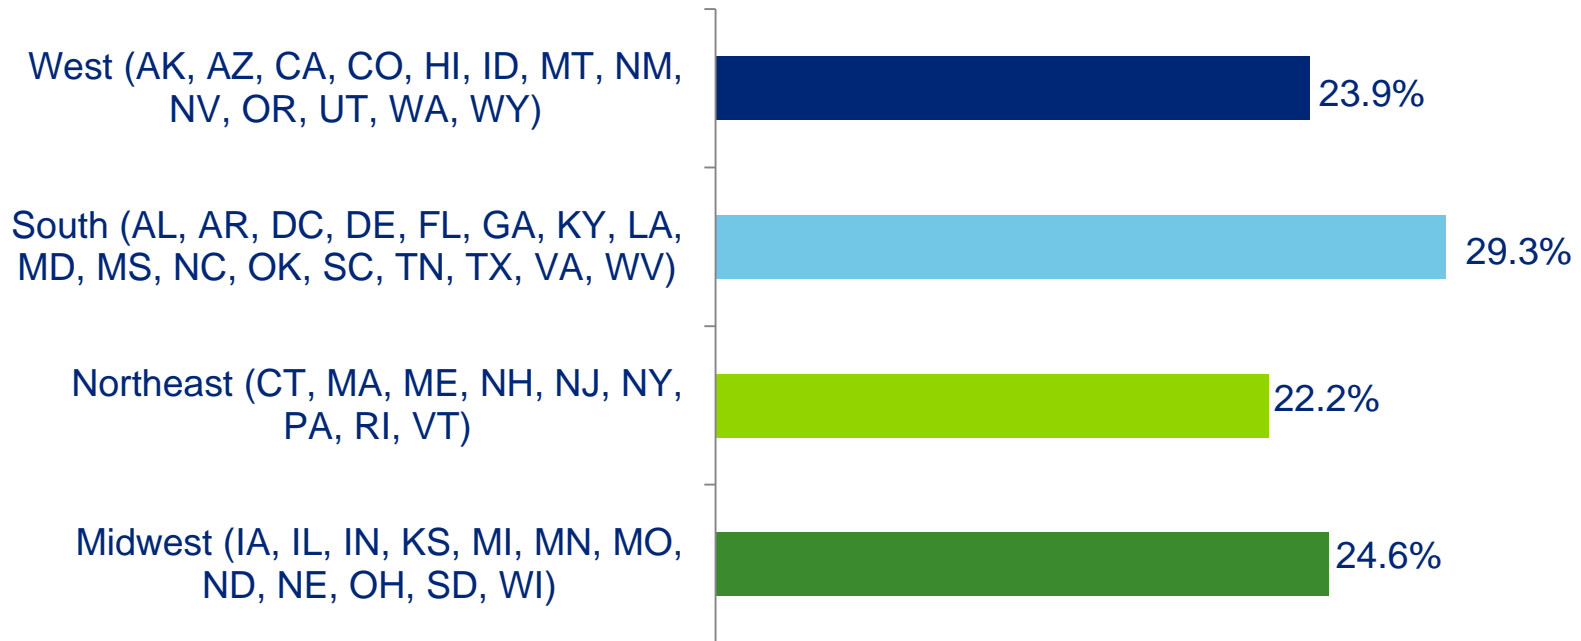 West (AK, AZ, CA, CO, HI, ID, MT, NM,
NV, OR, UT, WA, WY)
23.9%
South (AL, AR, DC, DE, FL, GA, KY, LA,
MD, MS, NC, OK, SC, TN, TX, VA, WV)
29.3%
Northeast (CT, MA, ME, NH, NJ, NY,
PA, RI, VT)
22.2%
Midwest (IA, IL, IN, KS, MI, MN, MO,
ND, NE, OH, SD, WI)
24.6%